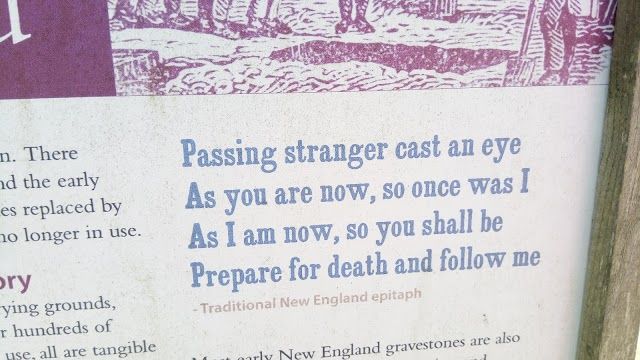 n. There
nd the early
es replaced by
no longer in use.
ory
rying grounds,
r hundreds of
use, all are tangible
Passing stranger cast an eye
As you are now, so once was I
As I am now, so you shall be
Prepare for death and follow me
- Traditional New England epitaph
Most early New England gravestones are also